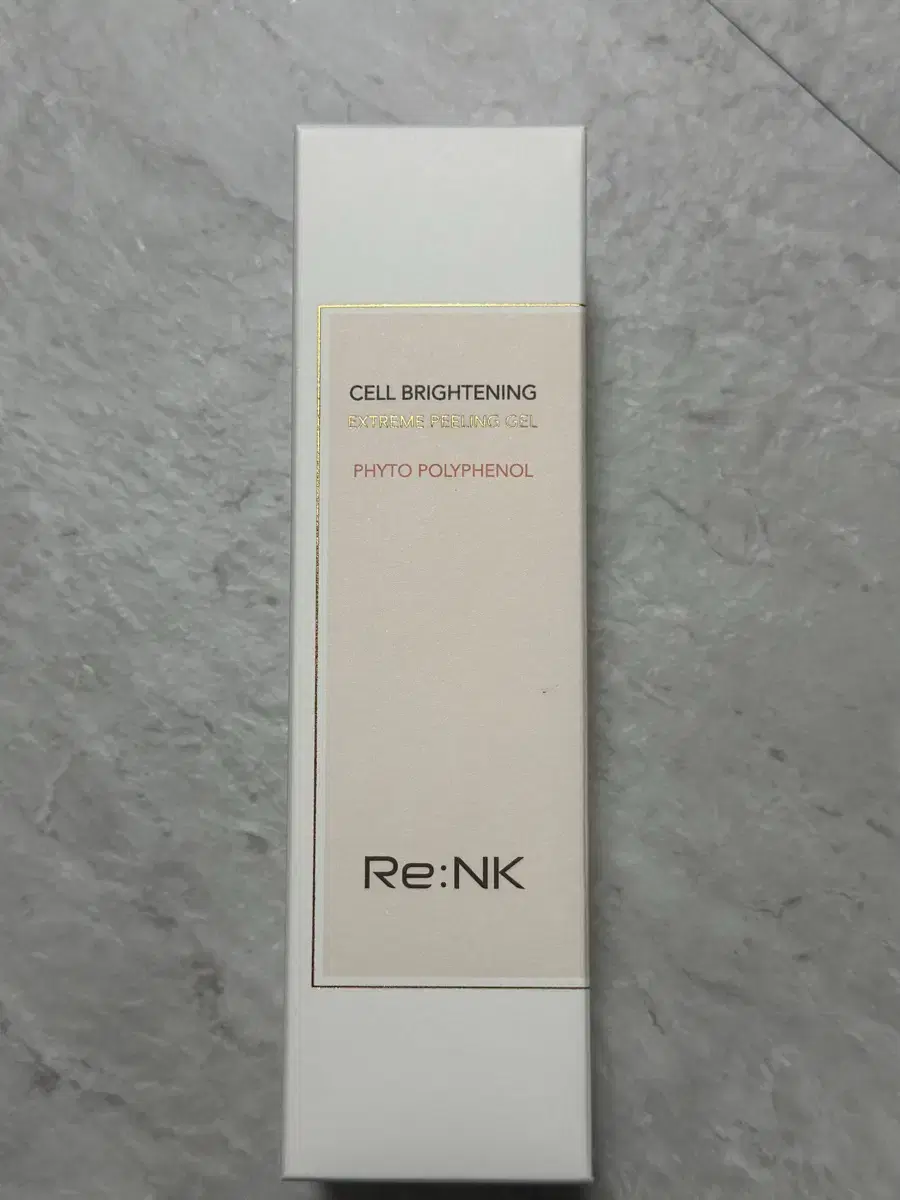 CELL BRIGHTENING
EXTREME PEELING GEL
PHYTO POLYPHENOL
Re:NK